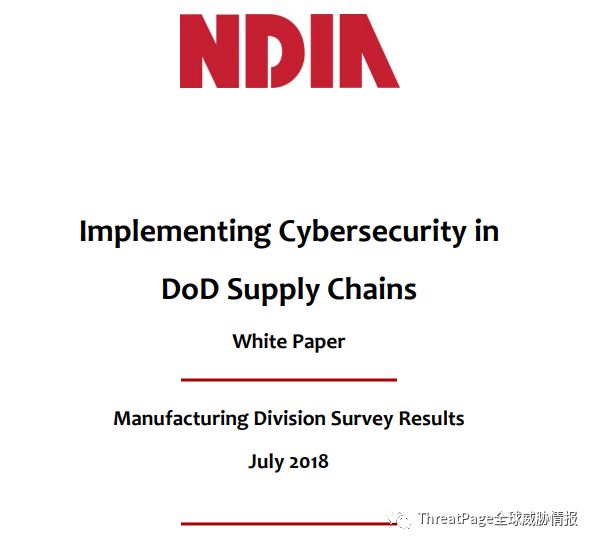 NDIA
Implementing Cybersecurity in
DoD Supply Chains
White Paper
Manufacturing Division Survey Results
July 2018
ThreatPage全球威胁情报